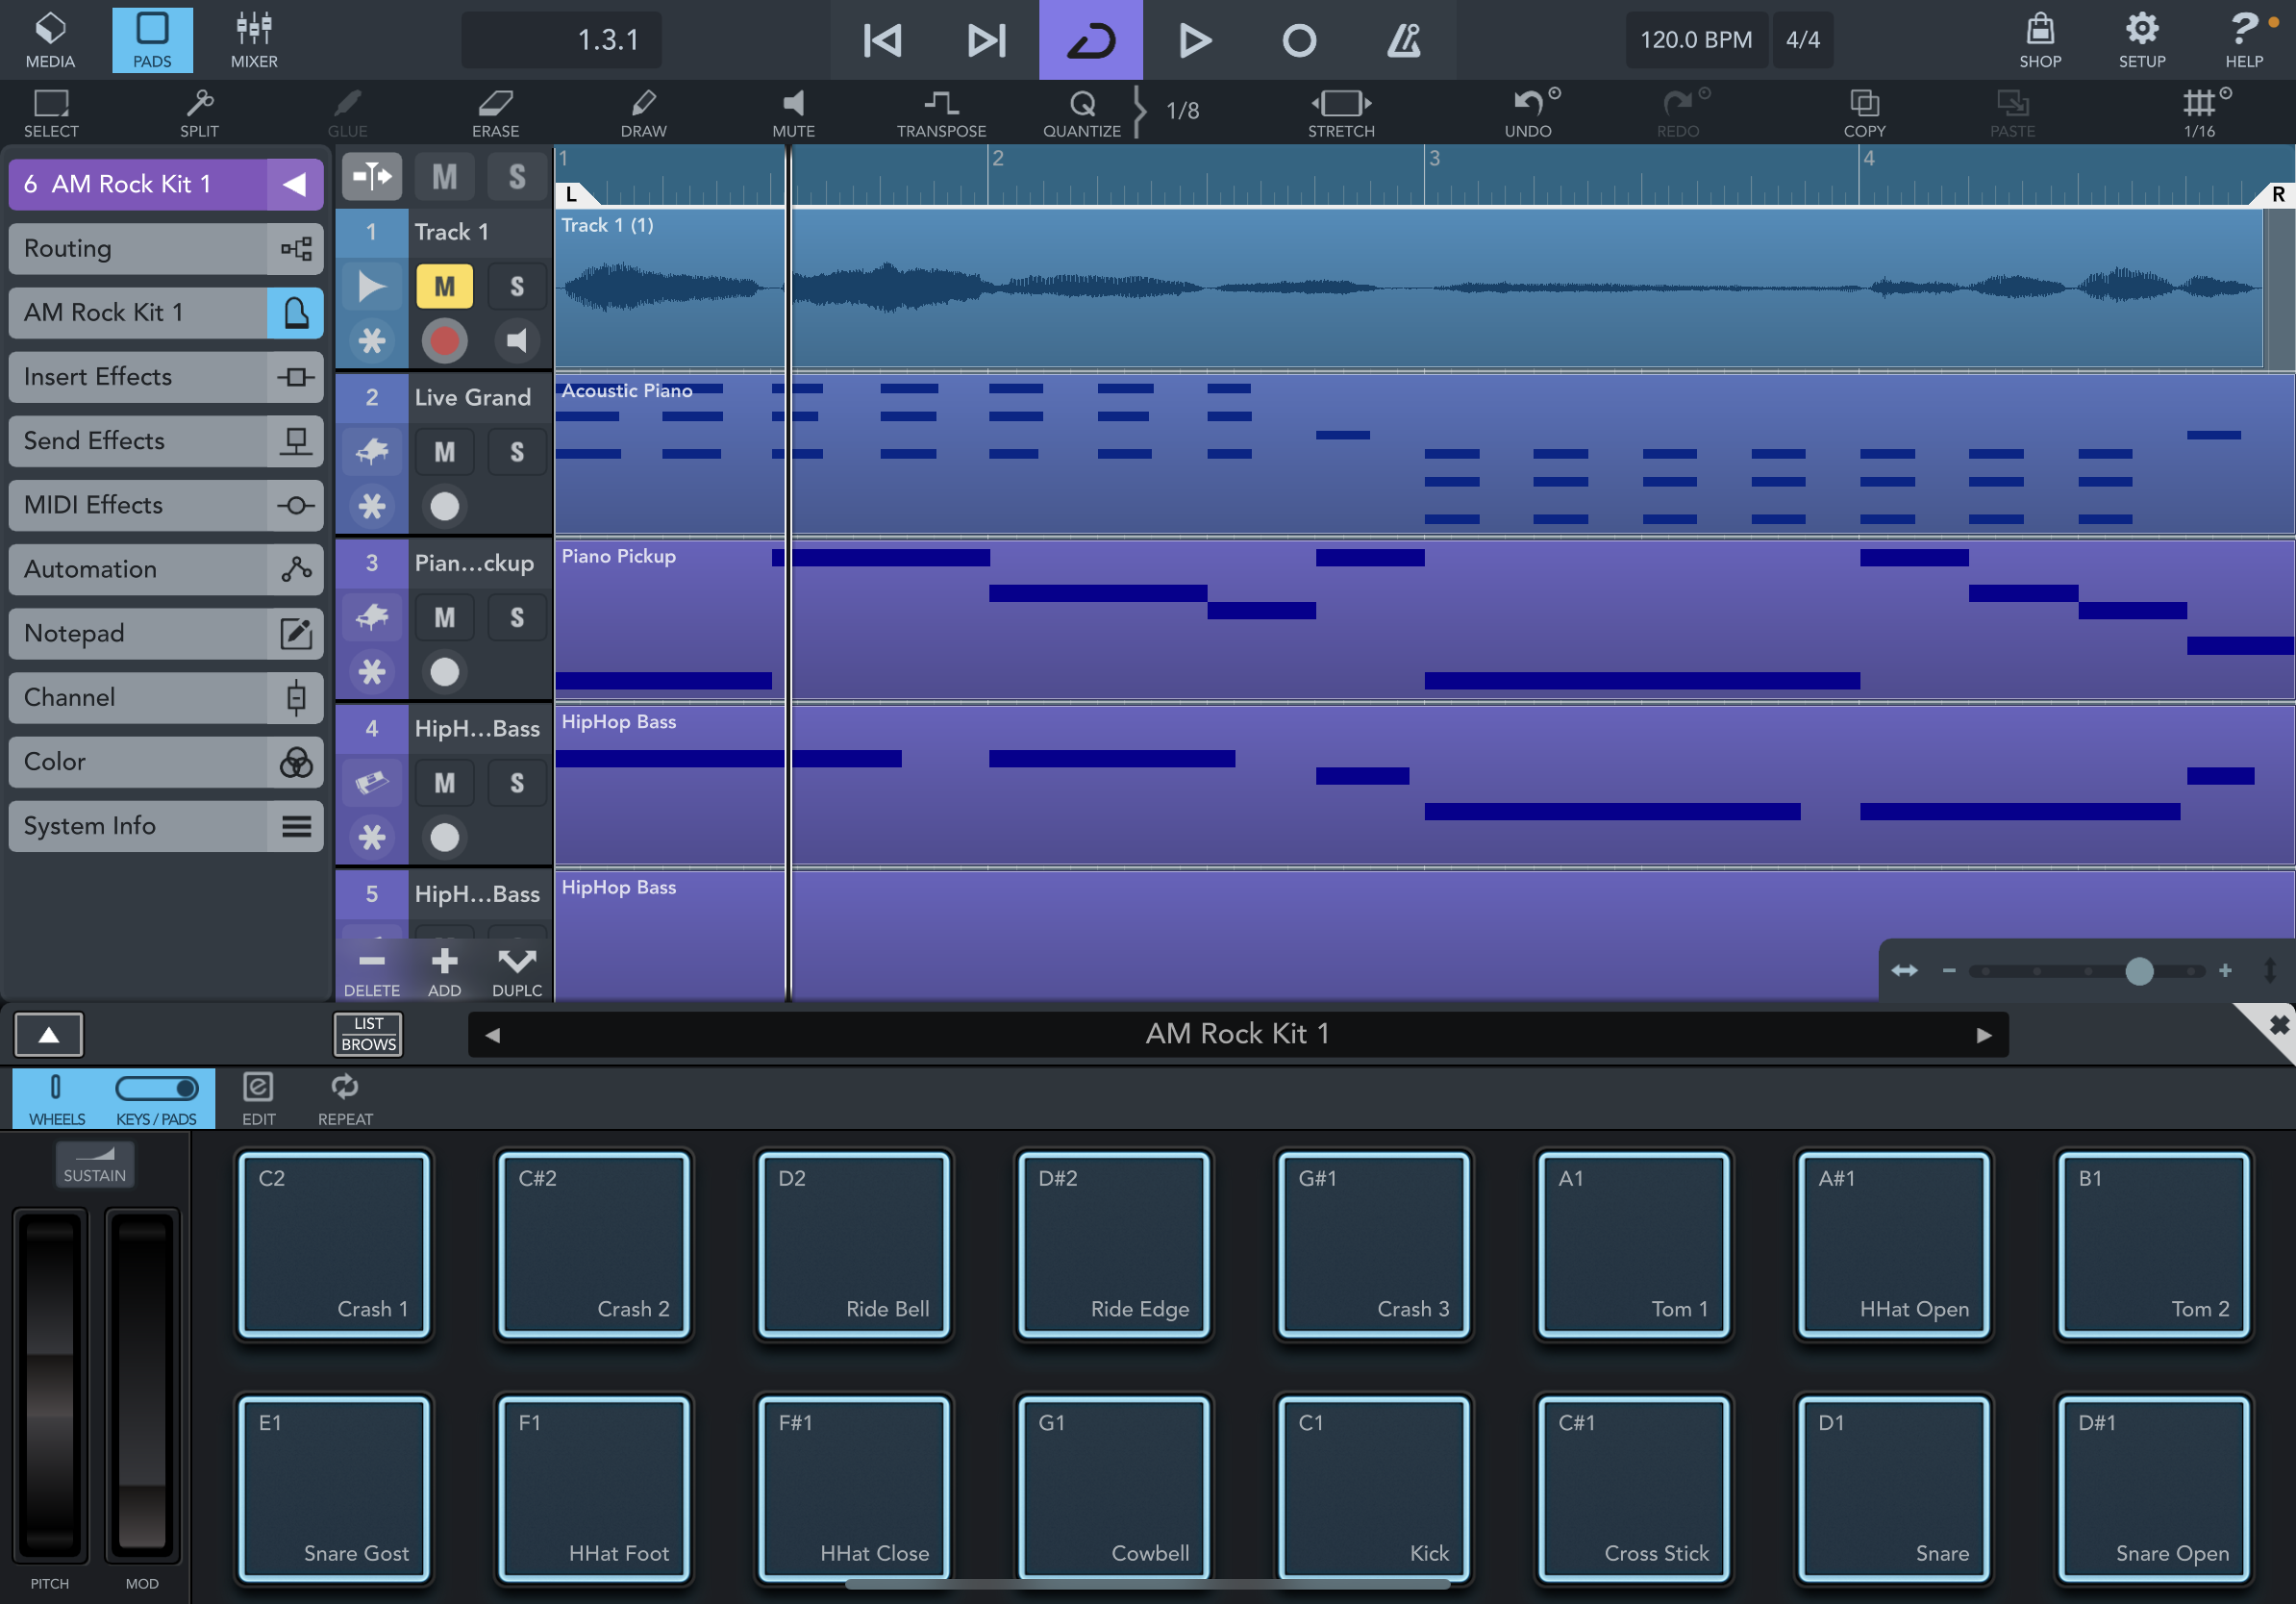 MEDIA
PADS
MIXER
1.3.1
120.0 BPM
4/4
SHOP
SETUP
HELP
SELECT
SPLIT
GLUE
ERASE
DRAW
MUTE
TRANSPOSE
Q
QUANTIZE
1/8
STRETCH
UNDO
REDO
COPY
PASTE
1/16
6 AM Rock Kit 1
Routing
AM Rock Kit 1
Insert Effects
Send Effects
MIDI Effects
Automation
Notepad
Channel
Color
System Info
M S
1 2 3 4
L R
1 Track 1
M S
Track 1 (1)
2 Live Grand
M S
Acoustic Piano
3 Pian...ckup
M S
Piano Pickup
4 HipH...Bass
M S
HipHop Bass
5 HipH...Bass
HipHop Bass
DELETE
ADD
DUPLC
LIST
BROWS
AM Rock Kit 1
WHEELS
KEYS / PADS
EDIT
REPEAT
SUSTAIN
PITCH
MOD
C2
Crash 1
C#2
Crash 2
D2
Ride Bell
D#2
Ride Edge
G#1
Crash 3
A1
Tom 1
A#1
HHat Open
B1
Tom 2
E1
Snare Gost
F1
HHat Foot
F#1
HHat Close
G1
Cowbell
C1
Kick
C#1
Cross Stick
D1
Snare
D#1
Snare Open